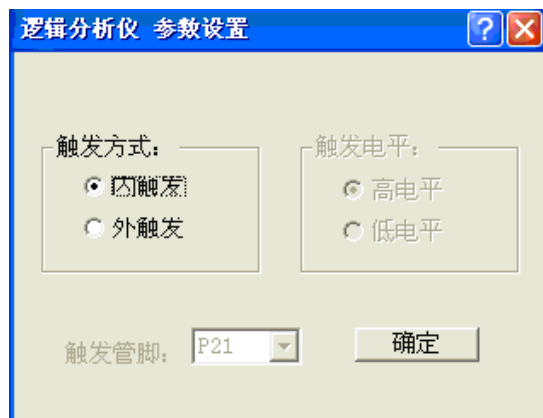 逻辑分析仪 参数设置
触发方式： 触发电平：
内触发 高电平
外触发 低电平
触发管脚： P21 确定